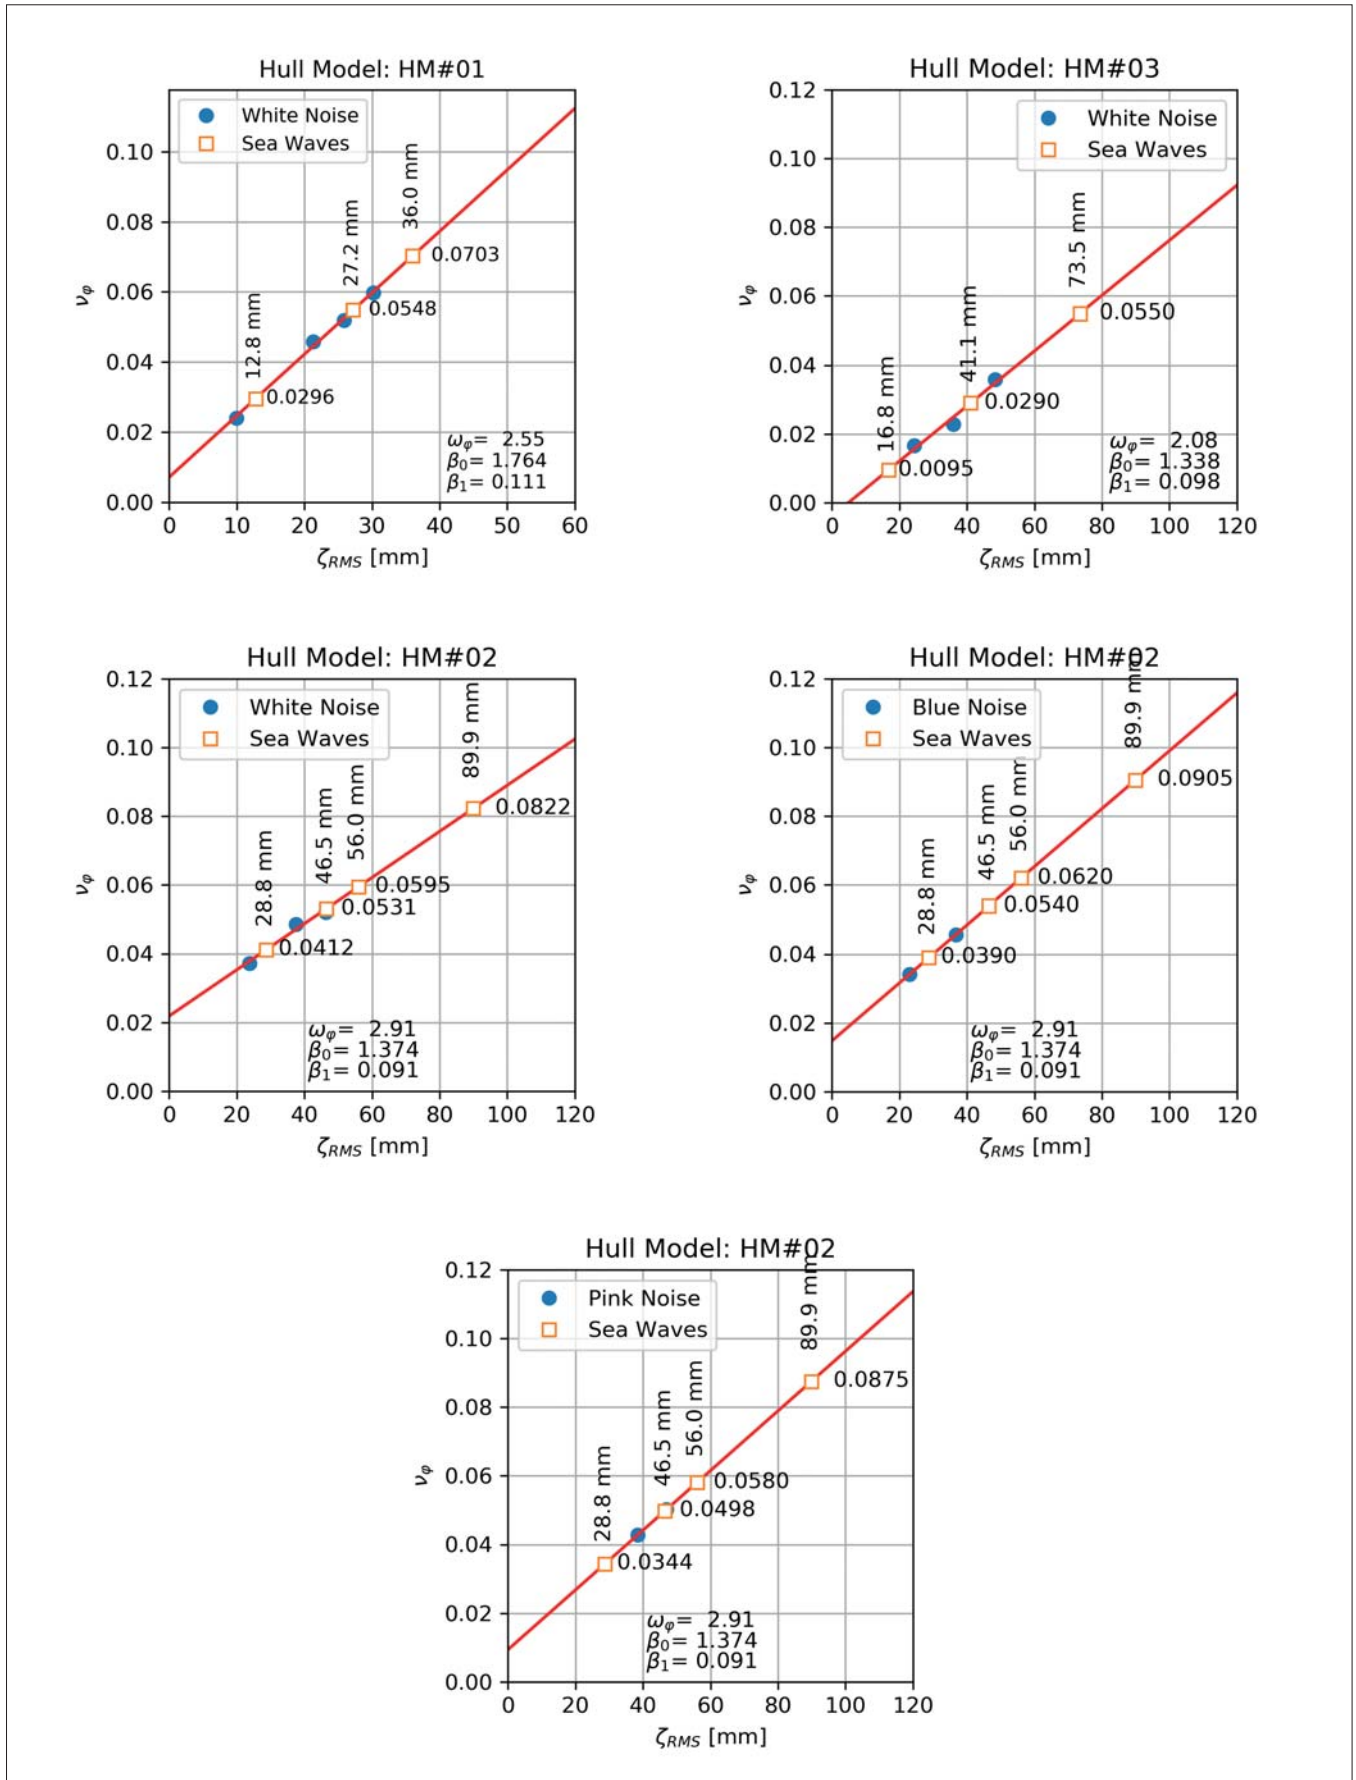 Hull Model: HM#01
White Noise
Sea Waves
0.10
0.08
0.06
0.04
0.02
0.00
νφ
12.8 mm
27.2 mm
36.0 mm
0.0296
0.0548
0.0703
ωφ= 2.55
β0= 1.764
β1= 0.111
0 10 20 30 40 50 60
ζRMS [mm]
Hull Model: HM#03
White Noise
Sea Waves
0.12
0.10
0.08
0.06
0.04
0.02
0.00
νφ
16.8 mm
41.1 mm
73.5 mm
0.0095
0.0290
0.0550
ωφ= 2.08
β0= 1.338
β1= 0.098
0 20 40 60 80 100 120
ζRMS [mm]
Hull Model: HM#02
White Noise
Sea Waves
0.12
0.10
0.08
0.06
0.04
0.02
0.00
νφ
28.8 mm
46.5 mm
56.0 mm
89.9 mm
0.0412
0.0531
0.0595
0.0822
ωφ= 2.91
β0= 1.374
β1= 0.091
0 20 40 60 80 100 120
ζRMS [mm]
Hull Model: HM#02
Blue Noise
Sea Waves
0.12
0.10
0.08
0.06
0.04
0.02
0.00
νφ
28.8 mm
46.5 mm
56.0 mm
89.9 mm
0.0390
0.0540
0.0620
0.0905
ωφ= 2.91
β0= 1.374
β1= 0.091
0 20 40 60 80 100 120
ζRMS [mm]
Hull Model: HM#02
Pink Noise
Sea Waves
0.12
0.10
0.08
0.06
0.04
0.02
0.00
νφ
28.8 mm
46.5 mm
56.0 mm
89.9 mm
0.0344
0.0498
0.0580
0.0875
ωφ= 2.91
β0= 1.374
β1= 0.091
0 20 40 60 80 100 120
ζRMS [mm]